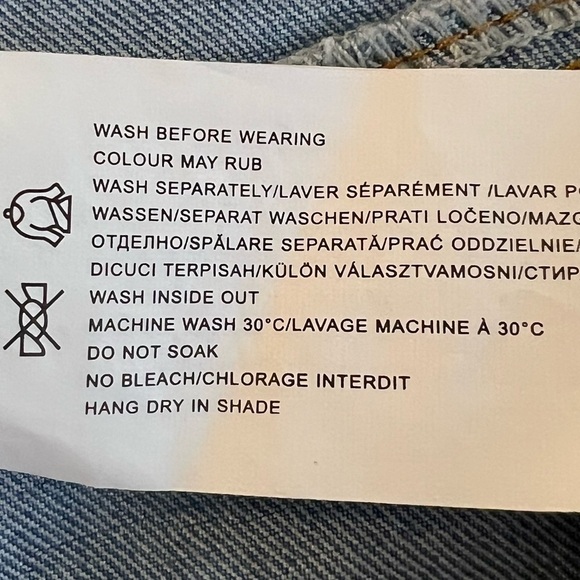 WASH BEFORE WEARING
COLOUR MAY RUB
WASH SEPARATELY/LAVER SÉPARÉMENT /LAVAR
WASSEN/SEPARAT WASCHEN/PRATI LOČENO/
ОТДЕЛНО/SPĂLARE SEPARATĂ/PRAĆ ODDZIELNIE/
DICUCI TERPISAH/KÜLÖN VÁLASZTVAMOSNI/
WASH INSIDE OUT
MACHINE WASH 30°C/LAVAGE MACHINE À 30°C
DO NOT SOAK
NO BLEACH/CHLORAGE INTERDIT
HANG DRY IN SHADE